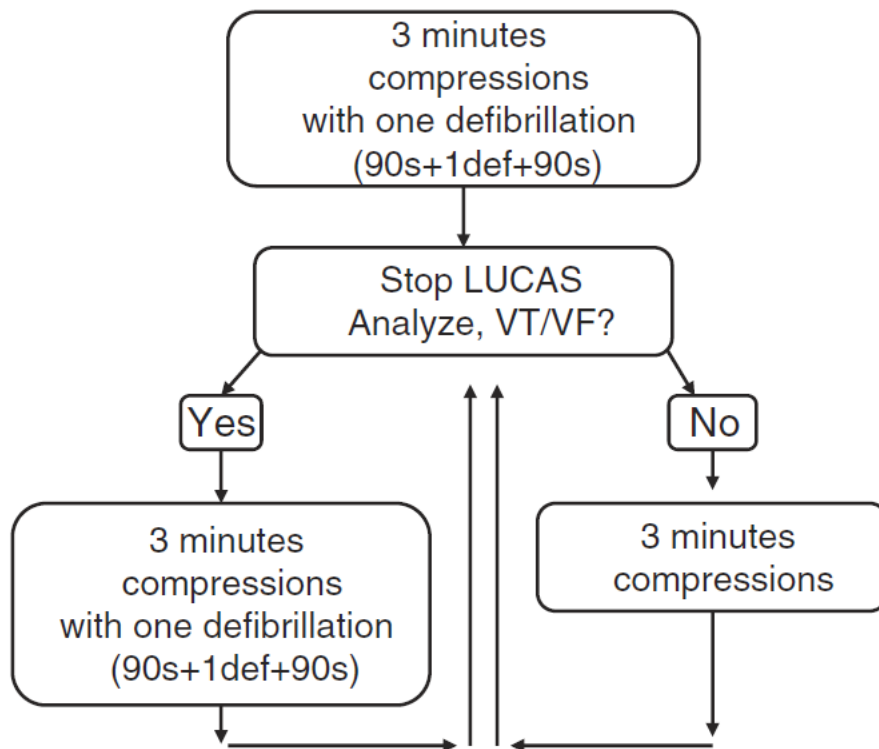 3 minutes
compressions
with one defibrillation
(90s+1def+90s)
Stop LUCAS
Analyze, VT/VF?
Yes
No
3 minutes
compressions
with one defibrillation
(90s+1def+90s)
3 minutes
compressions